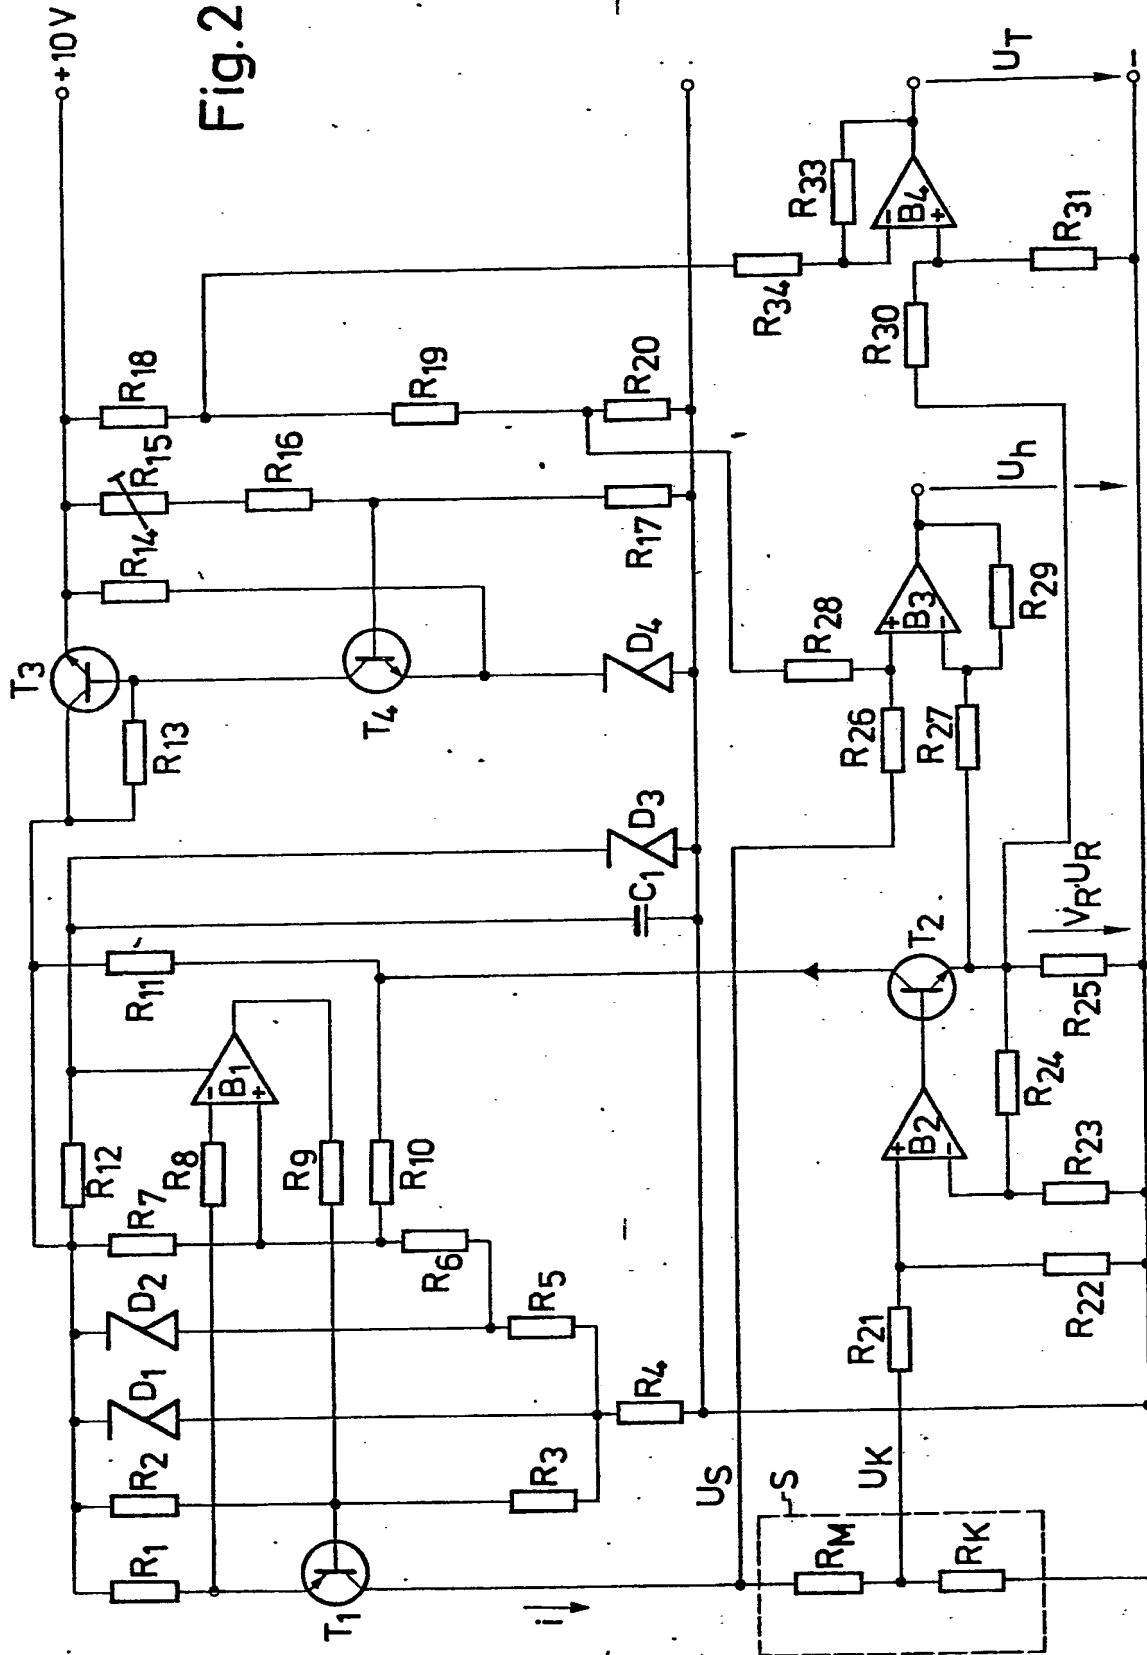 Fig.2
+10V
T3
R18
R15
R14
R16
R19
R20
R17
R13
T4
D4
D3
C1
R11
R12
R7
R8
B1
R9
R10
D2
R6
R5
D1
R4
R2
R3
R1
T1
i
US
S
RM
UK
RK
R21
R22
R23
R24
B2
T2
R25
VR·UR
R26
R27
R28
B3
R29
Uh
R30
R31
R34
R33
B4
UT
+
-
+
-
+
-
+
-
-